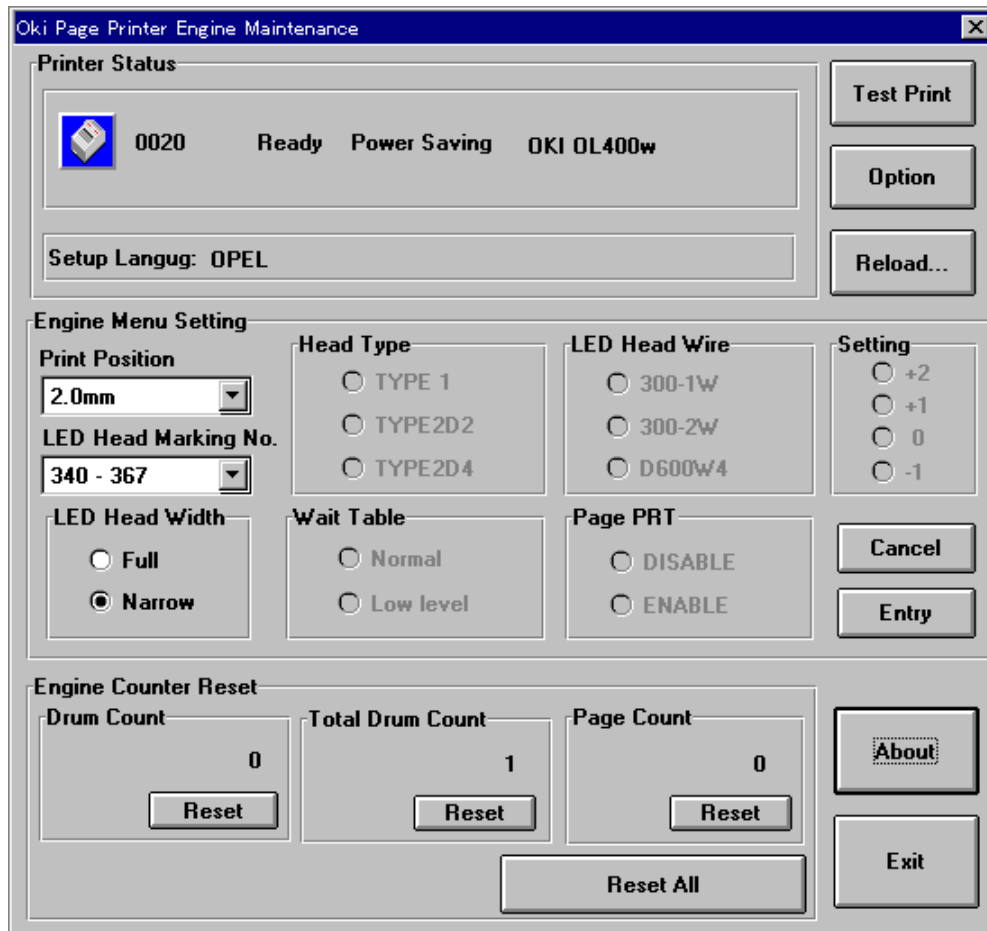 Oki Page Printer Engine Maintenance
Printer Status
0020 Ready Power Saving OKI OL400w
Setup Langug: OPEL
Test Print
Option
Reload...
Engine Menu Setting
Print Position
2.0mm
LED Head Marking No.
340 - 367
Head Type
TYPE 1
TYPE2D2
TYPE2D4
LED Head Wire
300-1W
300-2W
D600W4
Setting
+2
+1
0
-1
LED Head Width
Full
Narrow
Wait Table
Normal
Low level
Page PRT
DISABLE
ENABLE
Cancel
Entry
Engine Counter Reset
Drum Count
0
Reset
Total Drum Count
1
Reset
Page Count
0
Reset
Reset All
About
Exit